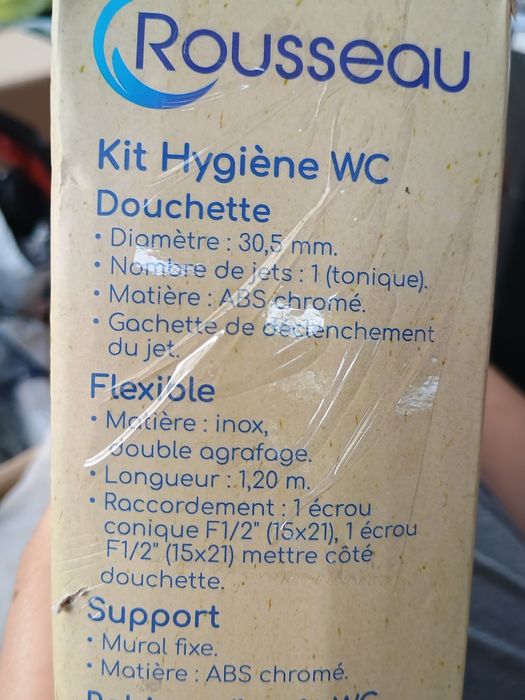 Rousseau
Kit Hygiène WC
Douchette
• Diamètre : 30,5 mm.
• Nombre de jets : 1 (tonique).
• Matière : ABS chromé.
• Gachette de déclenchement
du jet.
Flexible
• Matière : inox,
double agrafage.
• Longueur : 1,20 m.
• Raccordement : 1 écrou
conique F1/2" (15x21), 1 écrou
F1/2" (15x21) mettre côté
douchette.
Support
• Mural fixe.
• Matière : ABS chromé.
WC